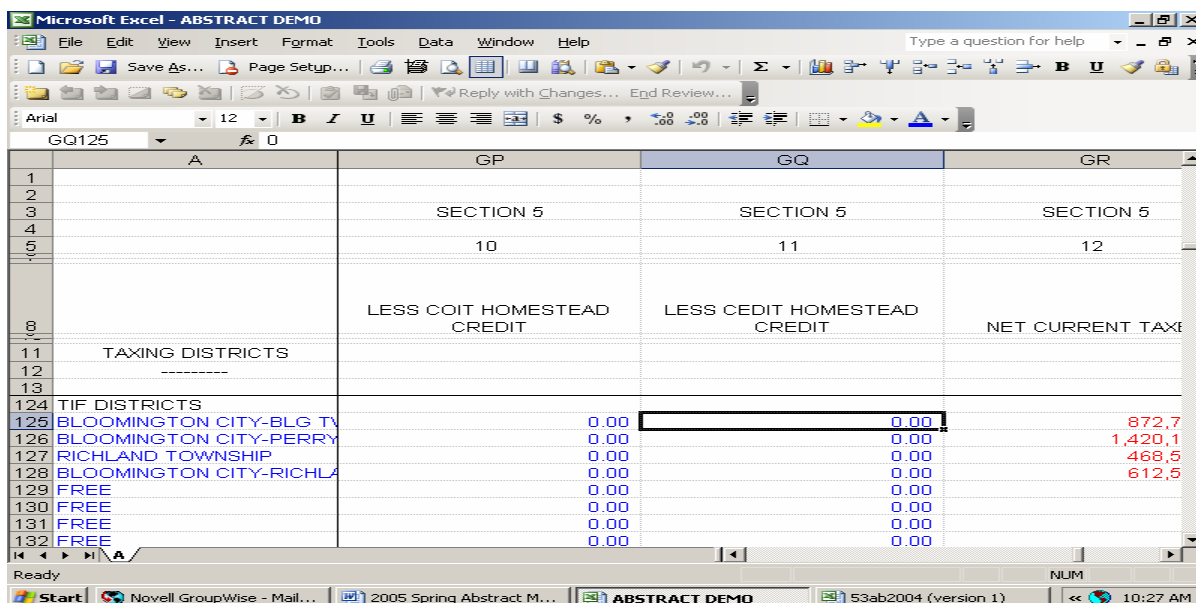 Microsoft Excel - ABSTRACT DEMO
File Edit View Insert Format Tools Data Window Help Type a question for help
Save As... Page Setup...
Reply with Changes... End Review...
Arial 12 B I U $ % ,
GQ125 fx 0
A GP GQ GR
1
2
3 SECTION 5 SECTION 5 SECTION 5
4
5 10 11 12
LESS COIT HOMESTEAD LESS CEDIT HOMESTEAD
8 CREDIT CREDIT NET CURRENT TAXE
11 TAXING DISTRICTS
12 ---------
13
124 TIF DISTRICTS
125 BLOOMINGTON CITY-BLG TV 0.00 0.00 872,7
126 BLOOMINGTON CITY-PERRY 0.00 0.00 1,420,1
127 RICHLAND TOWNSHIP 0.00 0.00 468,5
128 BLOOMINGTON CITY-RICHLA 0.00 0.00 612,5
129 FREE 0.00 0.00
130 FREE 0.00 0.00
131 FREE 0.00 0.00
132 FREE 0.00 0.00
A
Ready NUM
Start Novell GroupWise - Mail... 2005 Spring Abstract M... ABSTRACT DEMO 53ab2004 (version 1) « 10:27 AM